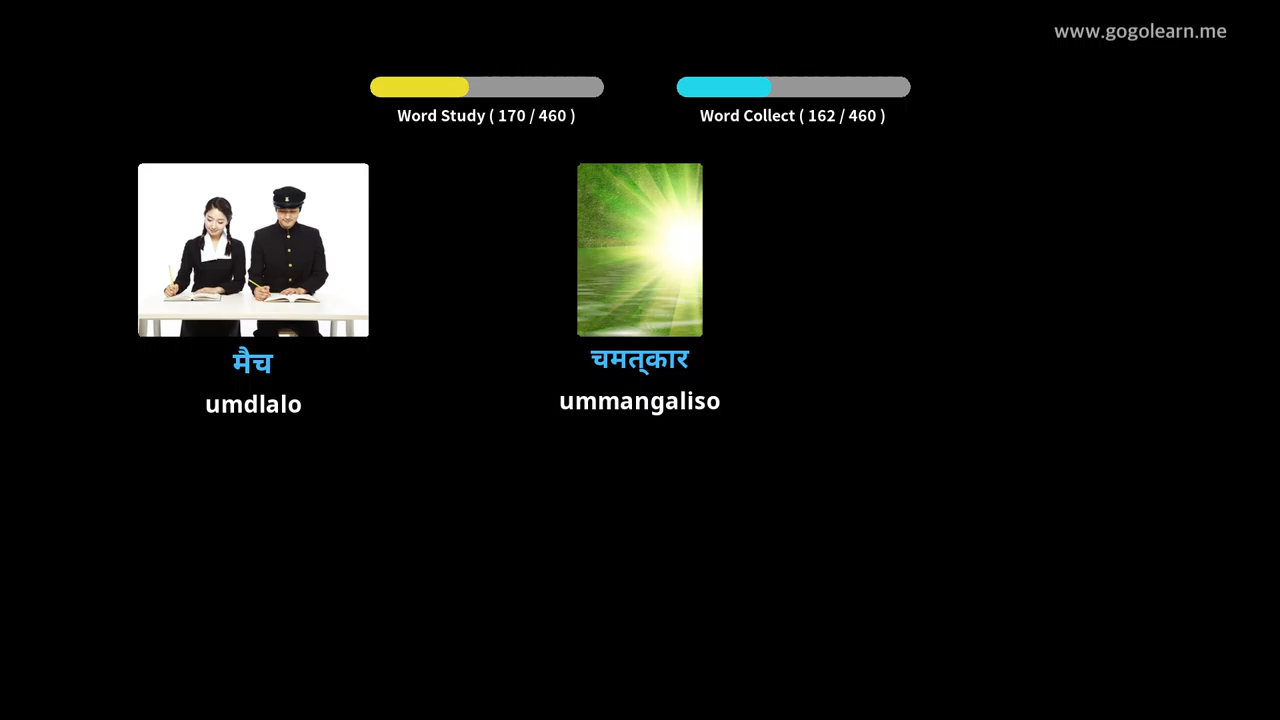 www.gogolearn.me
Word Study ( 170 / 460 )
Word Collect ( 162 / 460 )
मैच
umdlalo
चमत्कार
ummangaliso